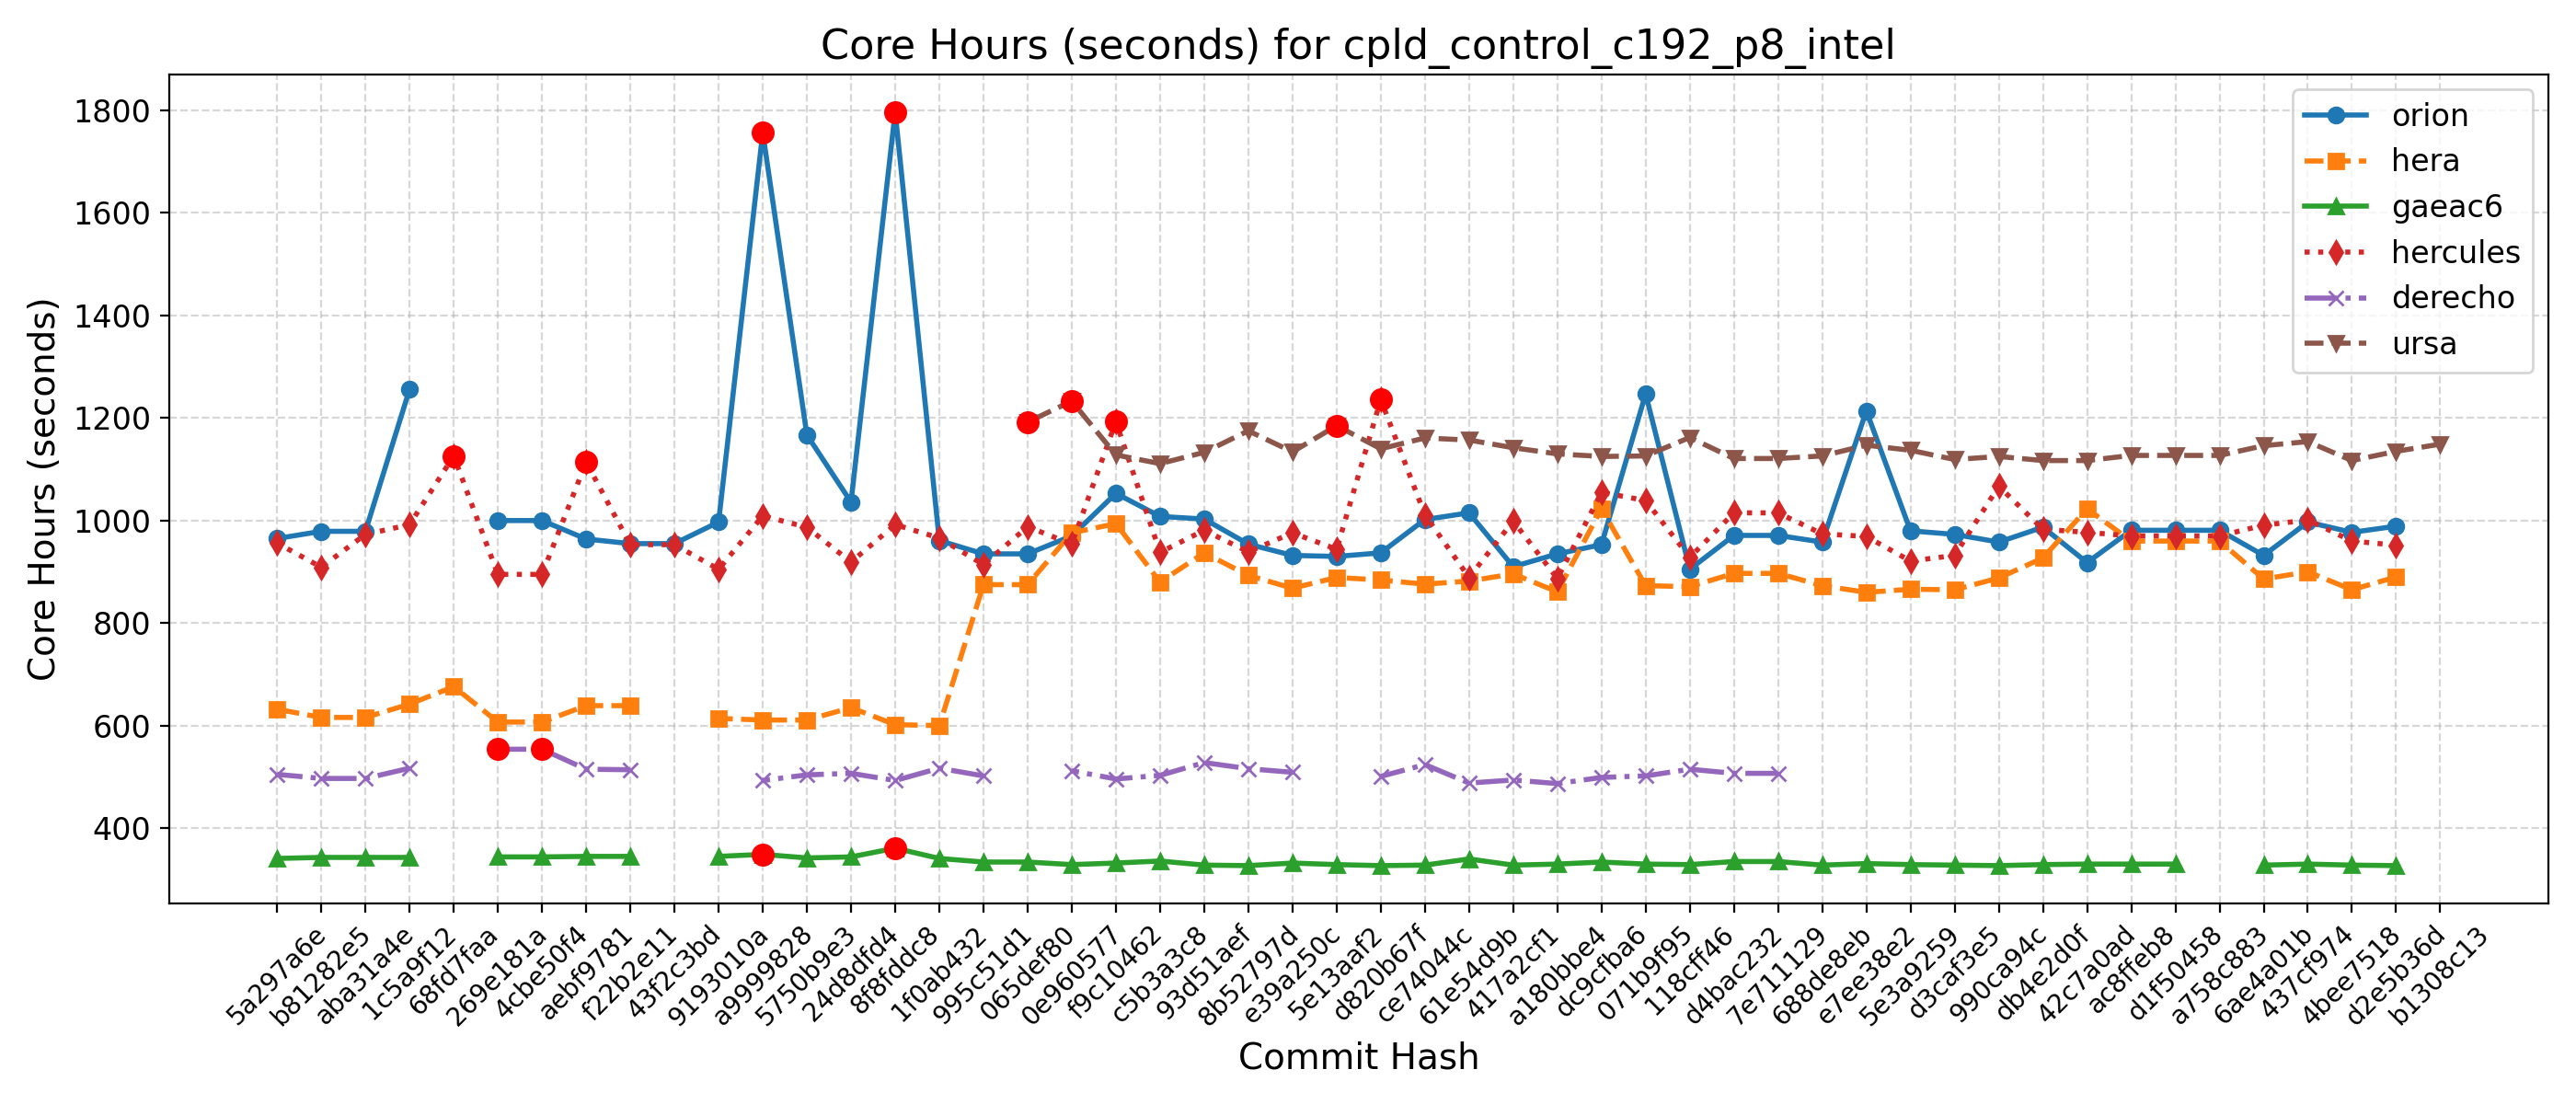 Core Hours (seconds) for cpld_control_c192_p8_intel
Core Hours (seconds)
1800
1600
1400
1200
1000
800
600
400
orion
hera
gaeac6
hercules
derecho
ursa
5a297a6e
b81282e5
aba31a4e
1c5a9f12
68fd7faa
269e181a
4cbe50f4
aebf9781
f22b2e11
43f2c3bd
9193010a
a9999828
5750b9e3
24d8dfd4
8f8fddc8
1f0ab432
995c51d1
065def80
0e960577
f9c10462
c5b3a3c8
93d51aef
8b52797d
e39a250c
5e13aaf2
d820b67f
ce74044c
61e54d9b
417a2cf1
a180bbe4
dc9cfba6
071b9f95
118cff46
d4bac232
7e711129
688de8eb
e7ee38e2
5e3a9259
d3caf3e5
990ca94c
db4e2d0f
42c7a0ad
ac8ffeb8
d1f50458
a758c883
6ae4a01b
437cf974
4bee7518
d2e5b36d
b1308c13
Commit Hash